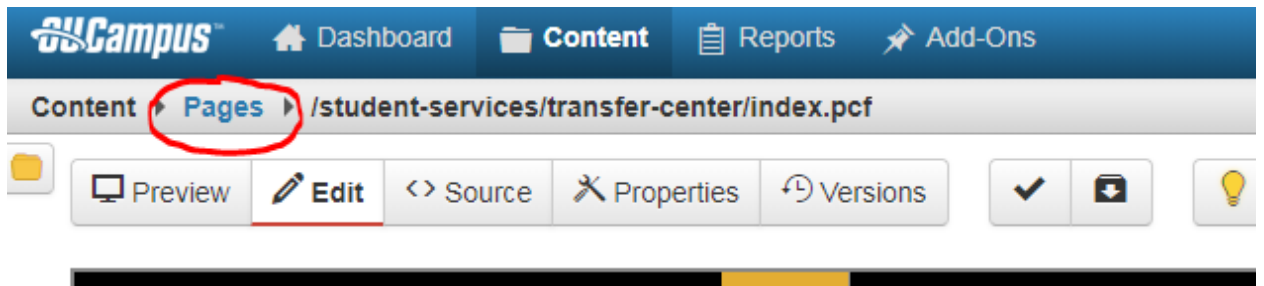 OUCampus™ Dashboard Content Reports Add-Ons
Content Pages /student-services/transfer-center/index.pcf
Preview Edit <> Source Properties Versions